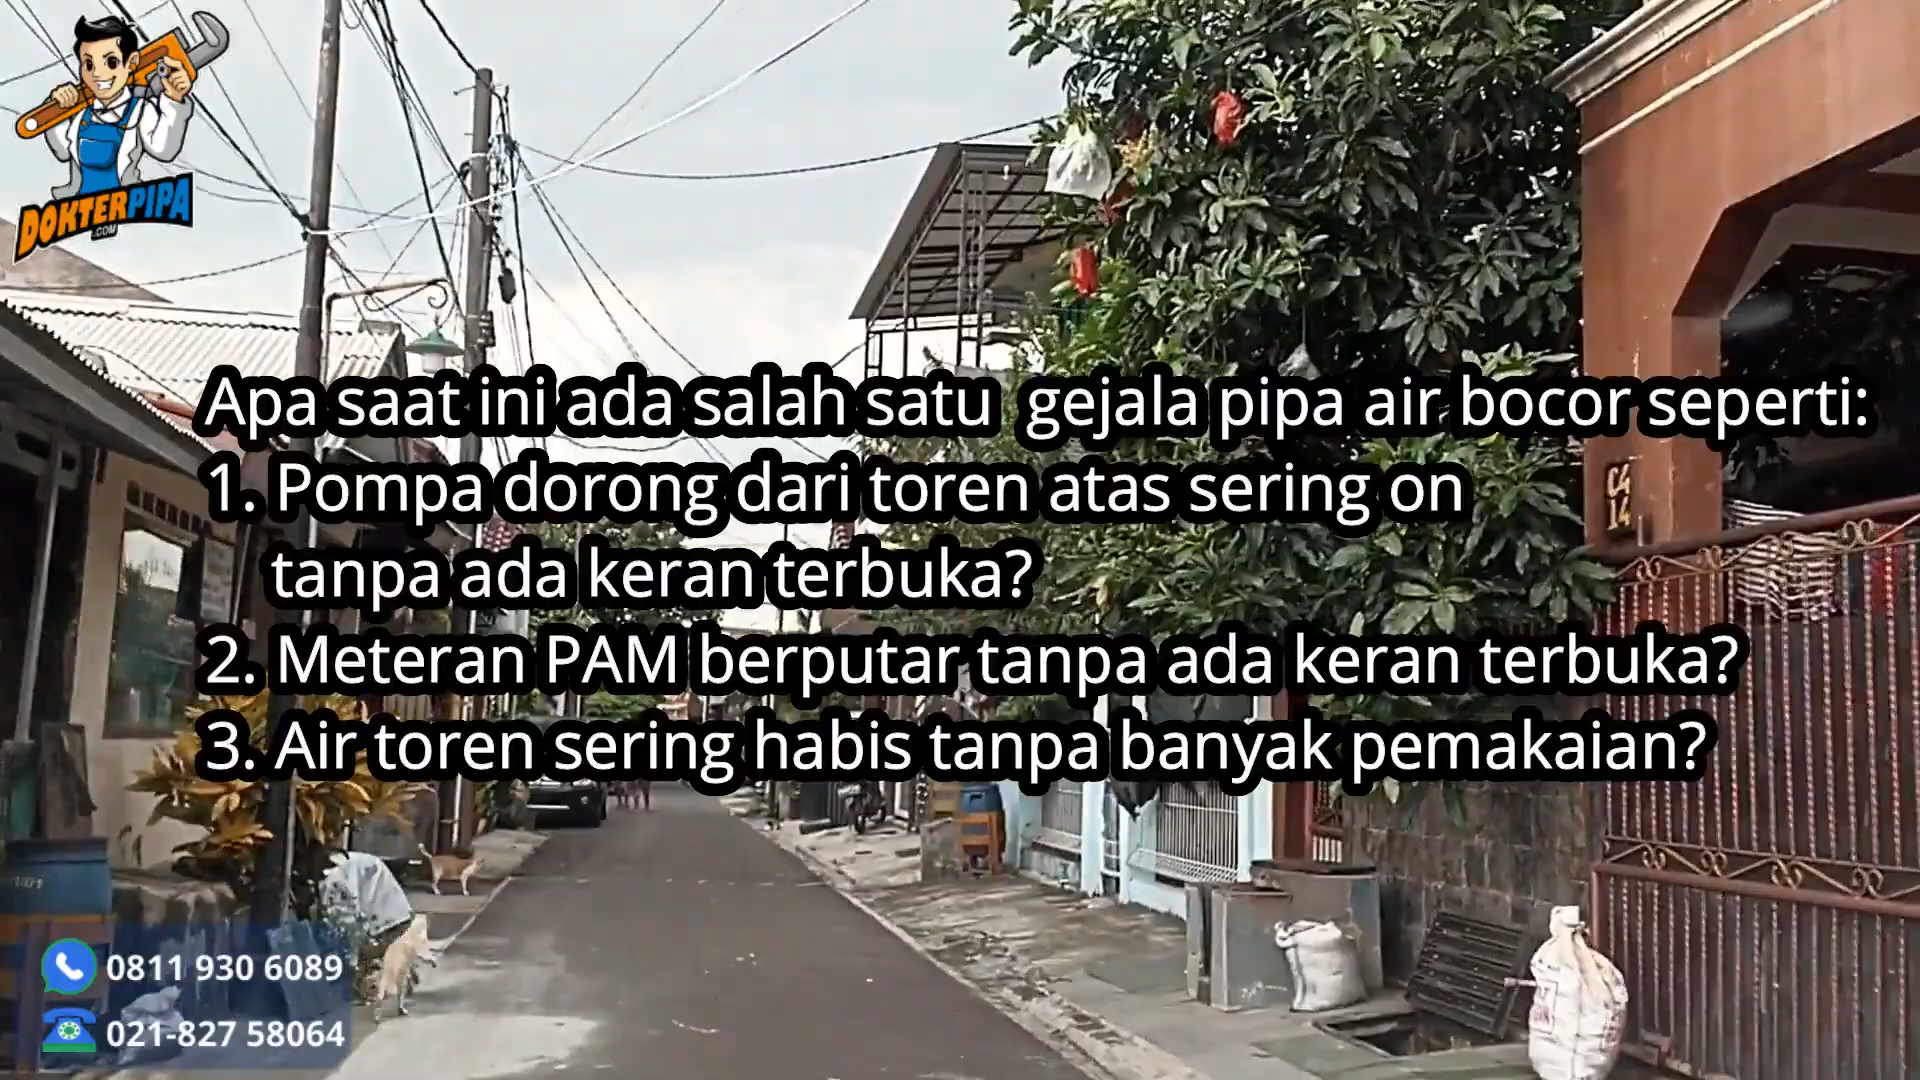 DOKTERPIPA
.COM
Apa saat ini ada salah satu gejala pipa air bocor seperti:
1. Pompa dorong dari toren atas sering on
tanpa ada keran terbuka?
2. Meteran PAM berputar tanpa ada keran terbuka?
3. Air toren sering habis tanpa banyak pemakaian?
C4
14
0811 930 6089
021-827 58064